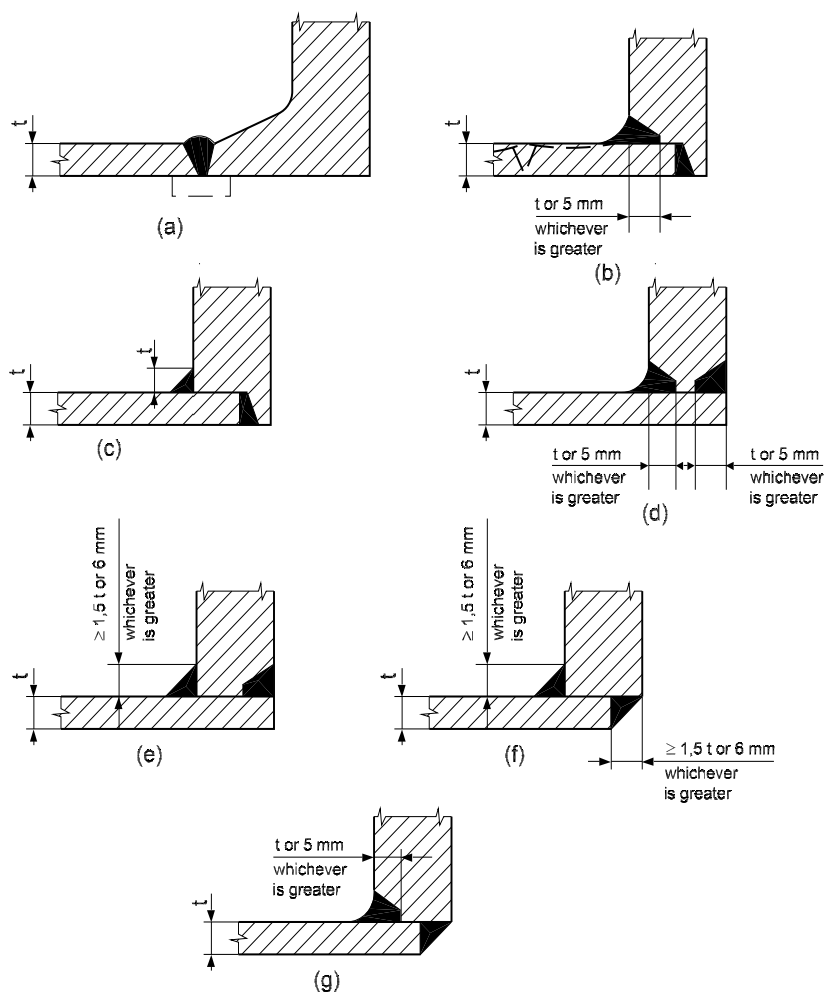 t
(a)
t
t or 5 mm
whichever
is greater
(b)
t
t
(c)
t
t or 5 mm
whichever
is greater
t or 5 mm
whichever
is greater
(d)
≥ 1,5 t or 6 mm
whichever
is greater
t
(e)
≥ 1,5 t or 6 mm
whichever
is greater
t
≥ 1,5 t or 6 mm
whichever
is greater
(f)
t or 5 mm
whichever
is greater
t
(g)